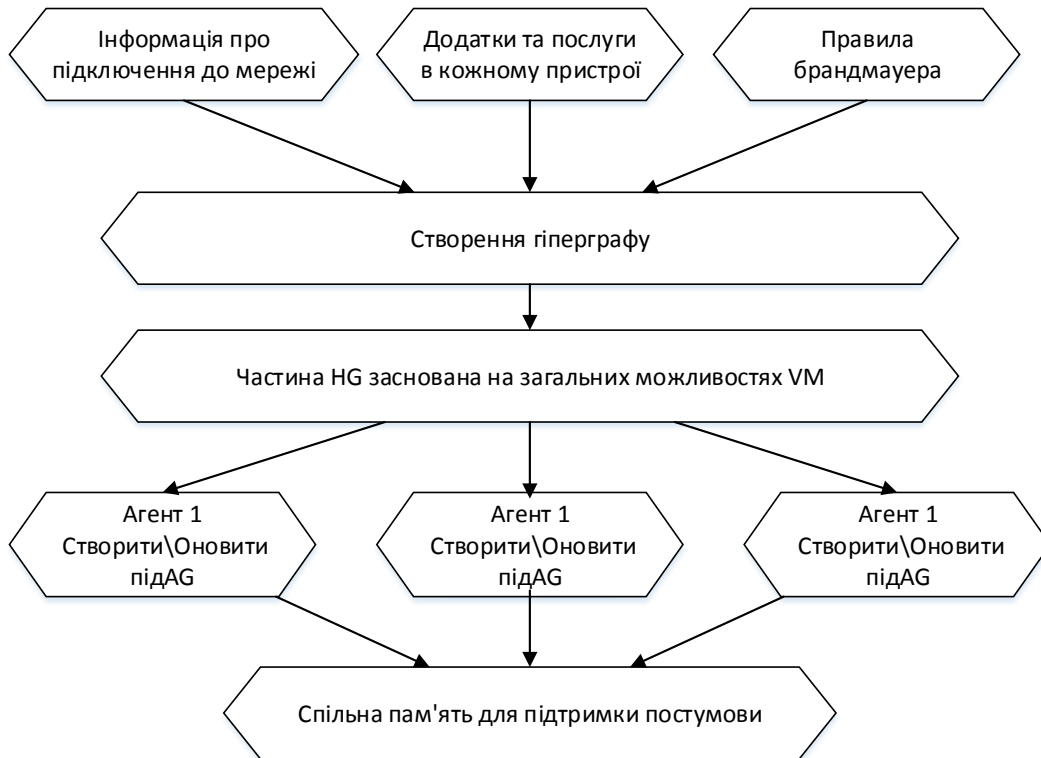 Інформація про
підключення до мережі
Додатки та послуги
в кожному пристрої
Правила
брандмауера
Створення гіперграфу
Частина HG заснована на загальних можливостях VM
Агент 1
Створити\Оновити
підAG
Агент 1
Створити\Оновити
підAG
Агент 1
Створити\Оновити
підAG
Спільна пам'ять для підтримки постумови